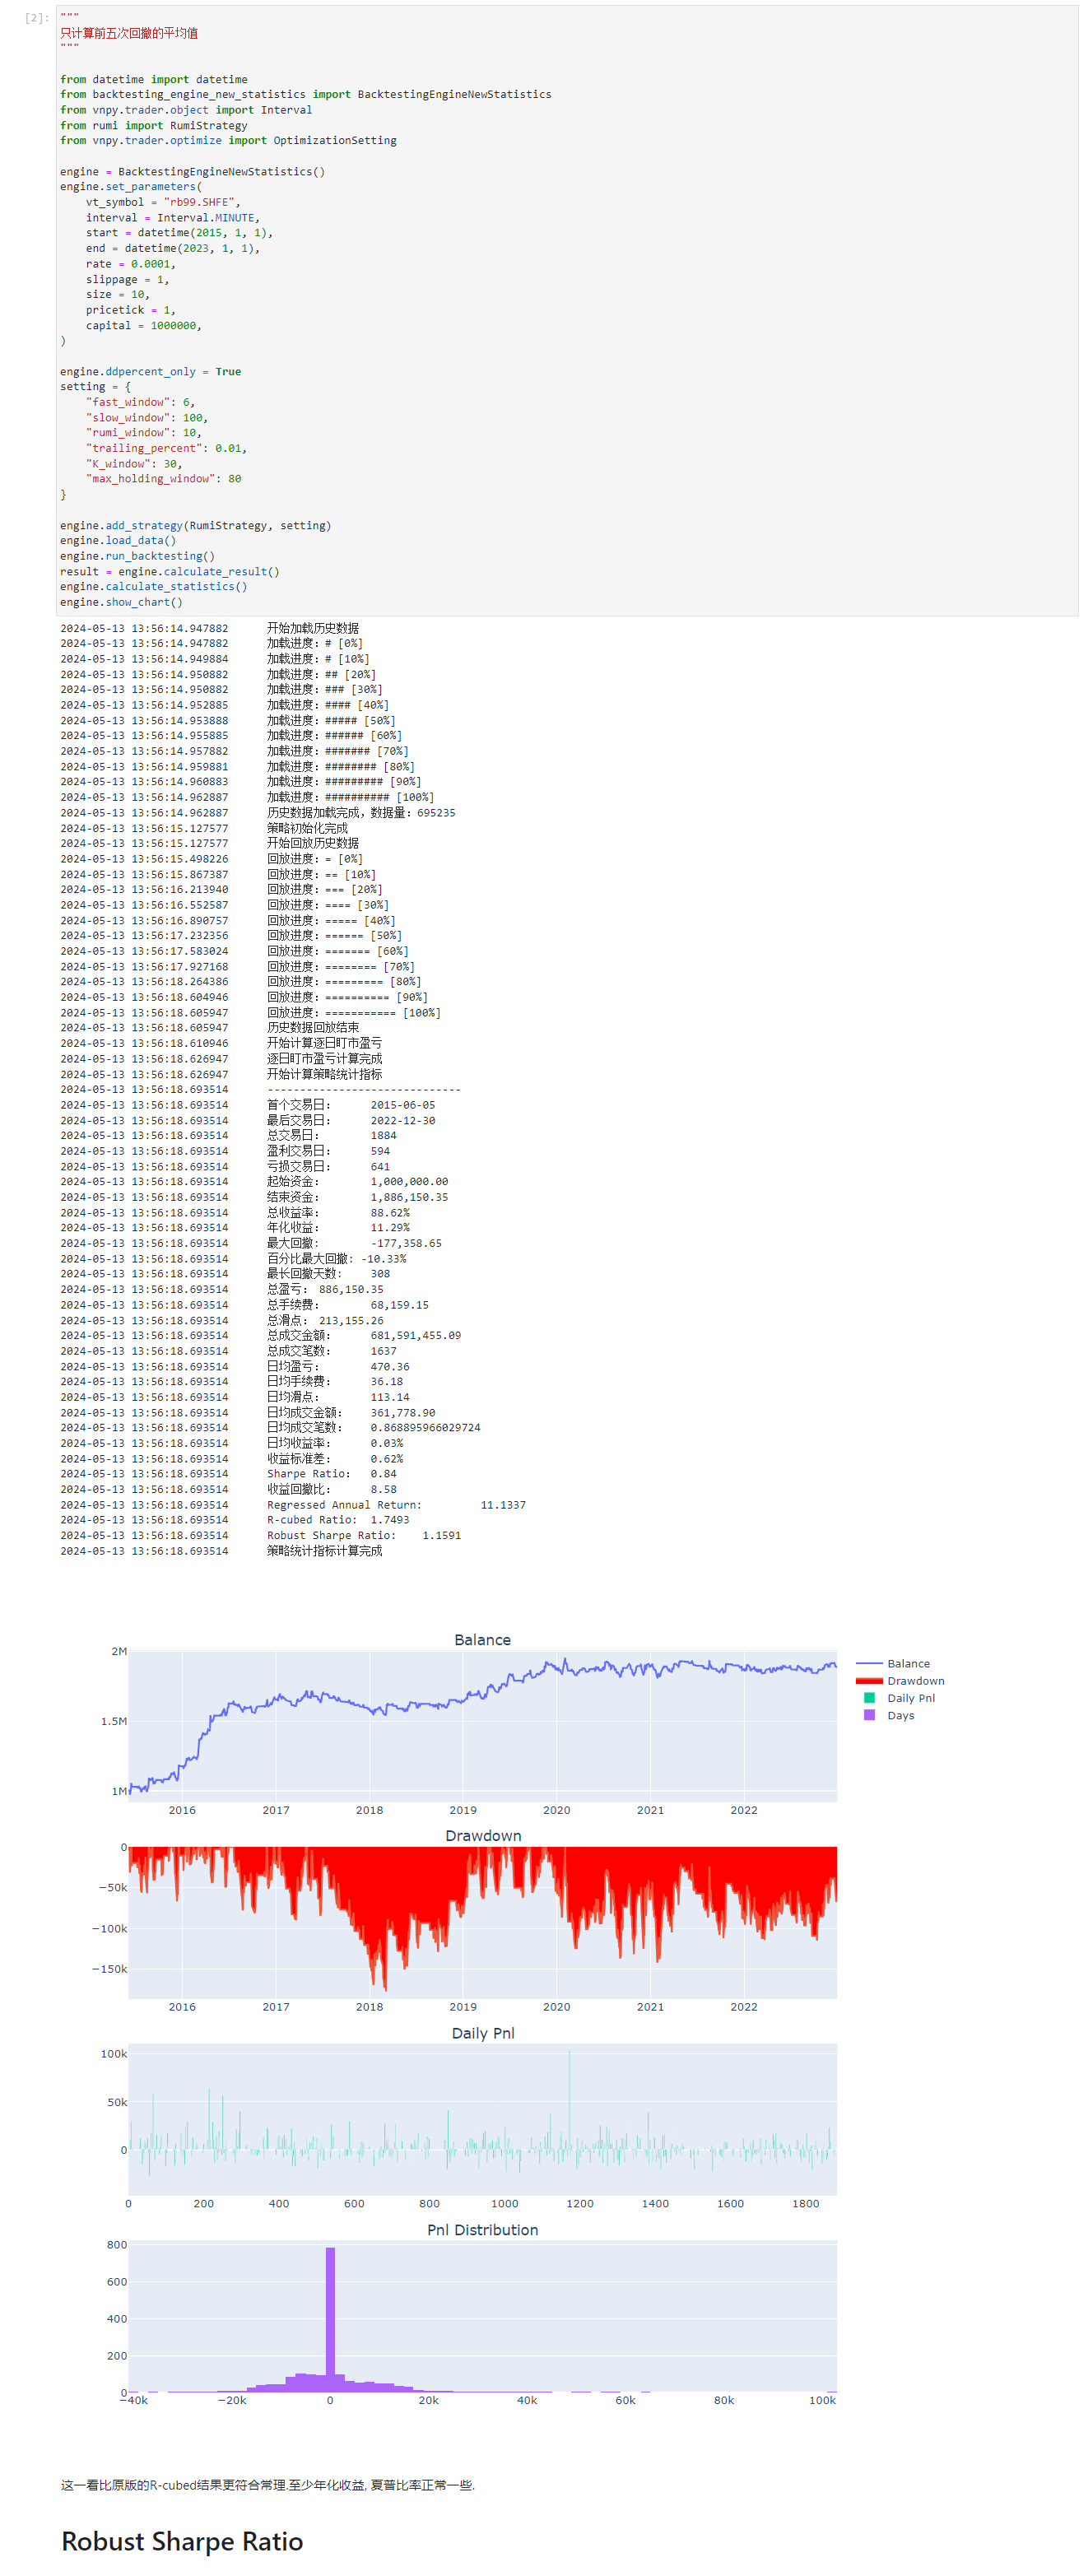 [2]: """
只计算前五次回撤的平均值
"""
from datetime import datetime
from backtesting_engine_new_statistics import BacktestingEngineNewStatistics
from vnpy.trader.object import Interval
from rumi import RumiStrategy
from vnpy.trader.optimize import OptimizationSetting
engine = BacktestingEngineNewStatistics()
engine.set_parameters(
    vt_symbol = "rb99.SHFE",
    interval = Interval.MINUTE,
    start = datetime(2015, 1, 1),
    end = datetime(2023, 1, 1),
    rate = 0.0001,
    slippage = 1,
    size = 10,
    pricetick = 1,
    capital = 1000000,
)
engine.ddpercent_only = True
setting = {
    "fast_window": 6,
    "slow_window": 100,
    "rumi_window": 10,
    "trailing_percent": 0.01,
    "K_window": 30,
    "max_holding_window": 80
}
engine.add_strategy(RumiStrategy, setting)
engine.load_data()
engine.run_backtesting()
result = engine.calculate_result()
engine.calculate_statistics()
engine.show_chart()
2024-05-13 13:56:14.947882 开始加载历史数据
2024-05-13 13:56:14.947882 加载进度：# [0%]
2024-05-13 13:56:14.949884 加载进度：# [10%]
2024-05-13 13:56:14.950882 加载进度：## [20%]
2024-05-13 13:56:14.950882 加载进度：### [30%]
2024-05-13 13:56:14.952885 加载进度：#### [40%]
2024-05-13 13:56:14.953888 加载进度：##### [50%]
2024-05-13 13:56:14.955885 加载进度：###### [60%]
2024-05-13 13:56:14.957882 加载进度：####### [70%]
2024-05-13 13:56:14.959881 加载进度：######## [80%]
2024-05-13 13:56:14.960883 加载进度：######### [90%]
2024-05-13 13:56:14.962887 加载进度：########## [100%]
2024-05-13 13:56:14.962887 历史数据加载完成，数据量：695235
2024-05-13 13:56:15.127577 策略初始化完成
2024-05-13 13:56:15.127577 开始回放历史数据
2024-05-13 13:56:15.498226 回放进度：= [0%]
2024-05-13 13:56:15.867387 回放进度：== [10%]
2024-05-13 13:56:16.213940 回放进度：=== [20%]
2024-05-13 13:56:16.552587 回放进度：==== [30%]
2024-05-13 13:56:16.890757 回放进度：===== [40%]
2024-05-13 13:56:17.232356 回放进度：====== [50%]
2024-05-13 13:56:17.583024 回放进度：======= [60%]
2024-05-13 13:56:17.927168 回放进度：======== [70%]
2024-05-13 13:56:18.264386 回放进度：========= [80%]
2024-05-13 13:56:18.604946 回放进度：========== [90%]
2024-05-13 13:56:18.605947 回放进度：=========== [100%]
2024-05-13 13:56:18.605947 历史数据回放结束
2024-05-13 13:56:18.610946 开始计算逐日盯市盈亏
2024-05-13 13:56:18.626947 逐日盯市盈亏计算完成
2024-05-13 13:56:18.626947 开始计算策略统计指标
2024-05-13 13:56:18.693514 ------------------------------
2024-05-13 13:56:18.693514 首个交易日： 2015-06-05
2024-05-13 13:56:18.693514 最后交易日： 2022-12-30
2024-05-13 13:56:18.693514 总交易日： 1884
2024-05-13 13:56:18.693514 盈利交易日： 594
2024-05-13 13:56:18.693514 亏损交易日： 641
2024-05-13 13:56:18.693514 起始资金： 1,000,000.00
2024-05-13 13:56:18.693514 结束资金： 1,886,150.35
2024-05-13 13:56:18.693514 总收益率： 88.62%
2024-05-13 13:56:18.693514 年化收益： 11.29%
2024-05-13 13:56:18.693514 最大回撤: -177,358.65
2024-05-13 13:56:18.693514 百分比最大回撤: -10.33%
2024-05-13 13:56:18.693514 最长回撤天数: 308
2024-05-13 13:56:18.693514 总盈亏： 886,150.35
2024-05-13 13:56:18.693514 总手续费： 68,159.15
2024-05-13 13:56:18.693514 总滑点： 213,155.26
2024-05-13 13:56:18.693514 总成交金额： 681,591,455.09
2024-05-13 13:56:18.693514 总成交笔数： 1637
2024-05-13 13:56:18.693514 日均盈亏： 470.36
2024-05-13 13:56:18.693514 日均手续费： 36.18
2024-05-13 13:56:18.693514 日均滑点： 113.14
2024-05-13 13:56:18.693514 日均成交金额： 361,778.90
2024-05-13 13:56:18.693514 日均成交笔数： 0.868895966029724
2024-05-13 13:56:18.693514 日均收益率： 0.03%
2024-05-13 13:56:18.693514 收益标准差： 0.62%
2024-05-13 13:56:18.693514 Sharpe Ratio： 0.84
2024-05-13 13:56:18.693514 收益回撤比： 8.58
2024-05-13 13:56:18.693514 Regressed Annual Return: 11.1337
2024-05-13 13:56:18.693514 R-cubed Ratio: 1.7493
2024-05-13 13:56:18.693514 Robust Sharpe Ratio: 1.1591
2024-05-13 13:56:18.693514 策略统计指标计算完成
Balance
2M
1.5M
1M
2016 2017 2018 2019 2020 2021 2022
Balance
Drawdown
Daily Pnl
Days
Drawdown
0
−50k
−100k
−150k
2016 2017 2018 2019 2020 2021 2022
Daily Pnl
100k
50k
0
0 200 400 600 800 1000 1200 1400 1600 1800
Pnl Distribution
800
600
400
200
0
−40k −20k 0 20k 40k 60k 80k 100k
这一看比原版的R-cubed结果更符合常理.至少年化收益, 夏普比率正常一些.
Robust Sharpe Ratio